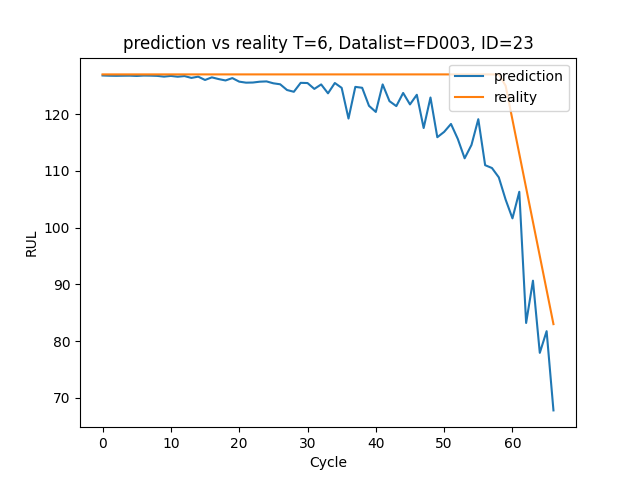 prediction vs reality T=6, Datalist=FD003, ID=23
prediction
reality
RUL
120
110
100
90
80
70
0 10 20 30 40 50 60
Cycle